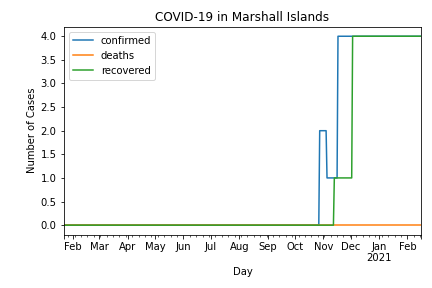 COVID-19 in Marshall Islands
confirmed
deaths
recovered
Number of Cases
4.0
3.5
3.0
2.5
2.0
1.5
1.0
0.5
0.0
Feb Mar Apr May Jun Jul Aug Sep Oct Nov Dec Jan Feb
2021
Day